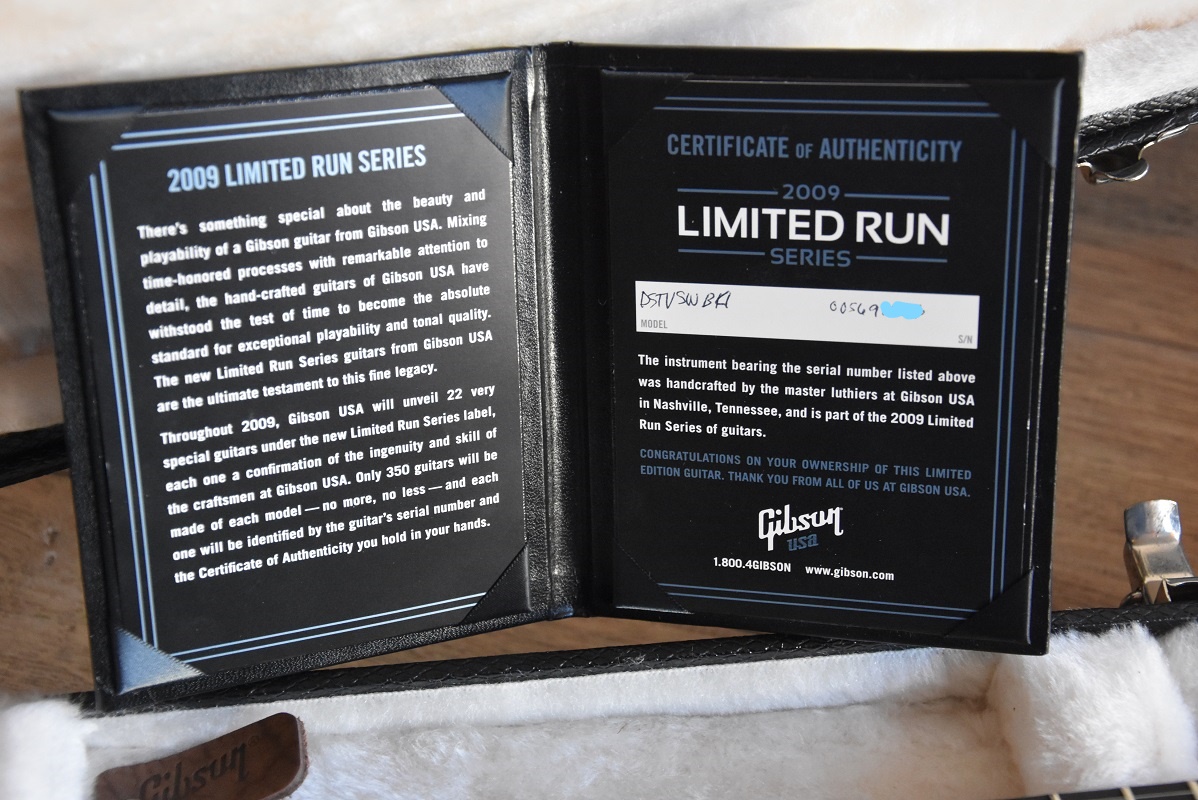 2009 LIMITED RUN SERIES
There's something special about the beauty and
playability of a Gibson guitar from Gibson USA. Mixing
time-honored processes with remarkable attention to
detail, the hand-crafted guitars of Gibson USA have
withstood the test of time to become the absolute
standard for exceptional playability and tonal quality.
The new Limited Run Series guitars from Gibson USA
are the ultimate testament to this fine legacy.
Throughout 2009, Gibson USA will unveil 22 very
special guitars under the new Limited Run Series label,
each one a confirmation of the ingenuity and skill of
the craftsmen at Gibson USA. Only 350 guitars will be
made of each model — no more, no less — and each
one will be identified by the guitar's serial number and
the Certificate of Authenticity you hold in your hands.
CERTIFICATE OF AUTHENTICITY
2009
LIMITED RUN
SERIES
00569
MODEL S/N
The instrument bearing the serial number listed above
was handcrafted by the master luthiers at Gibson USA
in Nashville, Tennessee, and is part of the 2009 Limited
Run Series of guitars.
CONGRATULATIONS ON YOUR OWNERSHIP OF THIS LIMITED
EDITION GUITAR. THANK YOU FROM ALL OF US AT GIBSON USA.
Gibson
usa
1.800.4GIBSON www.gibson.com
Gibson